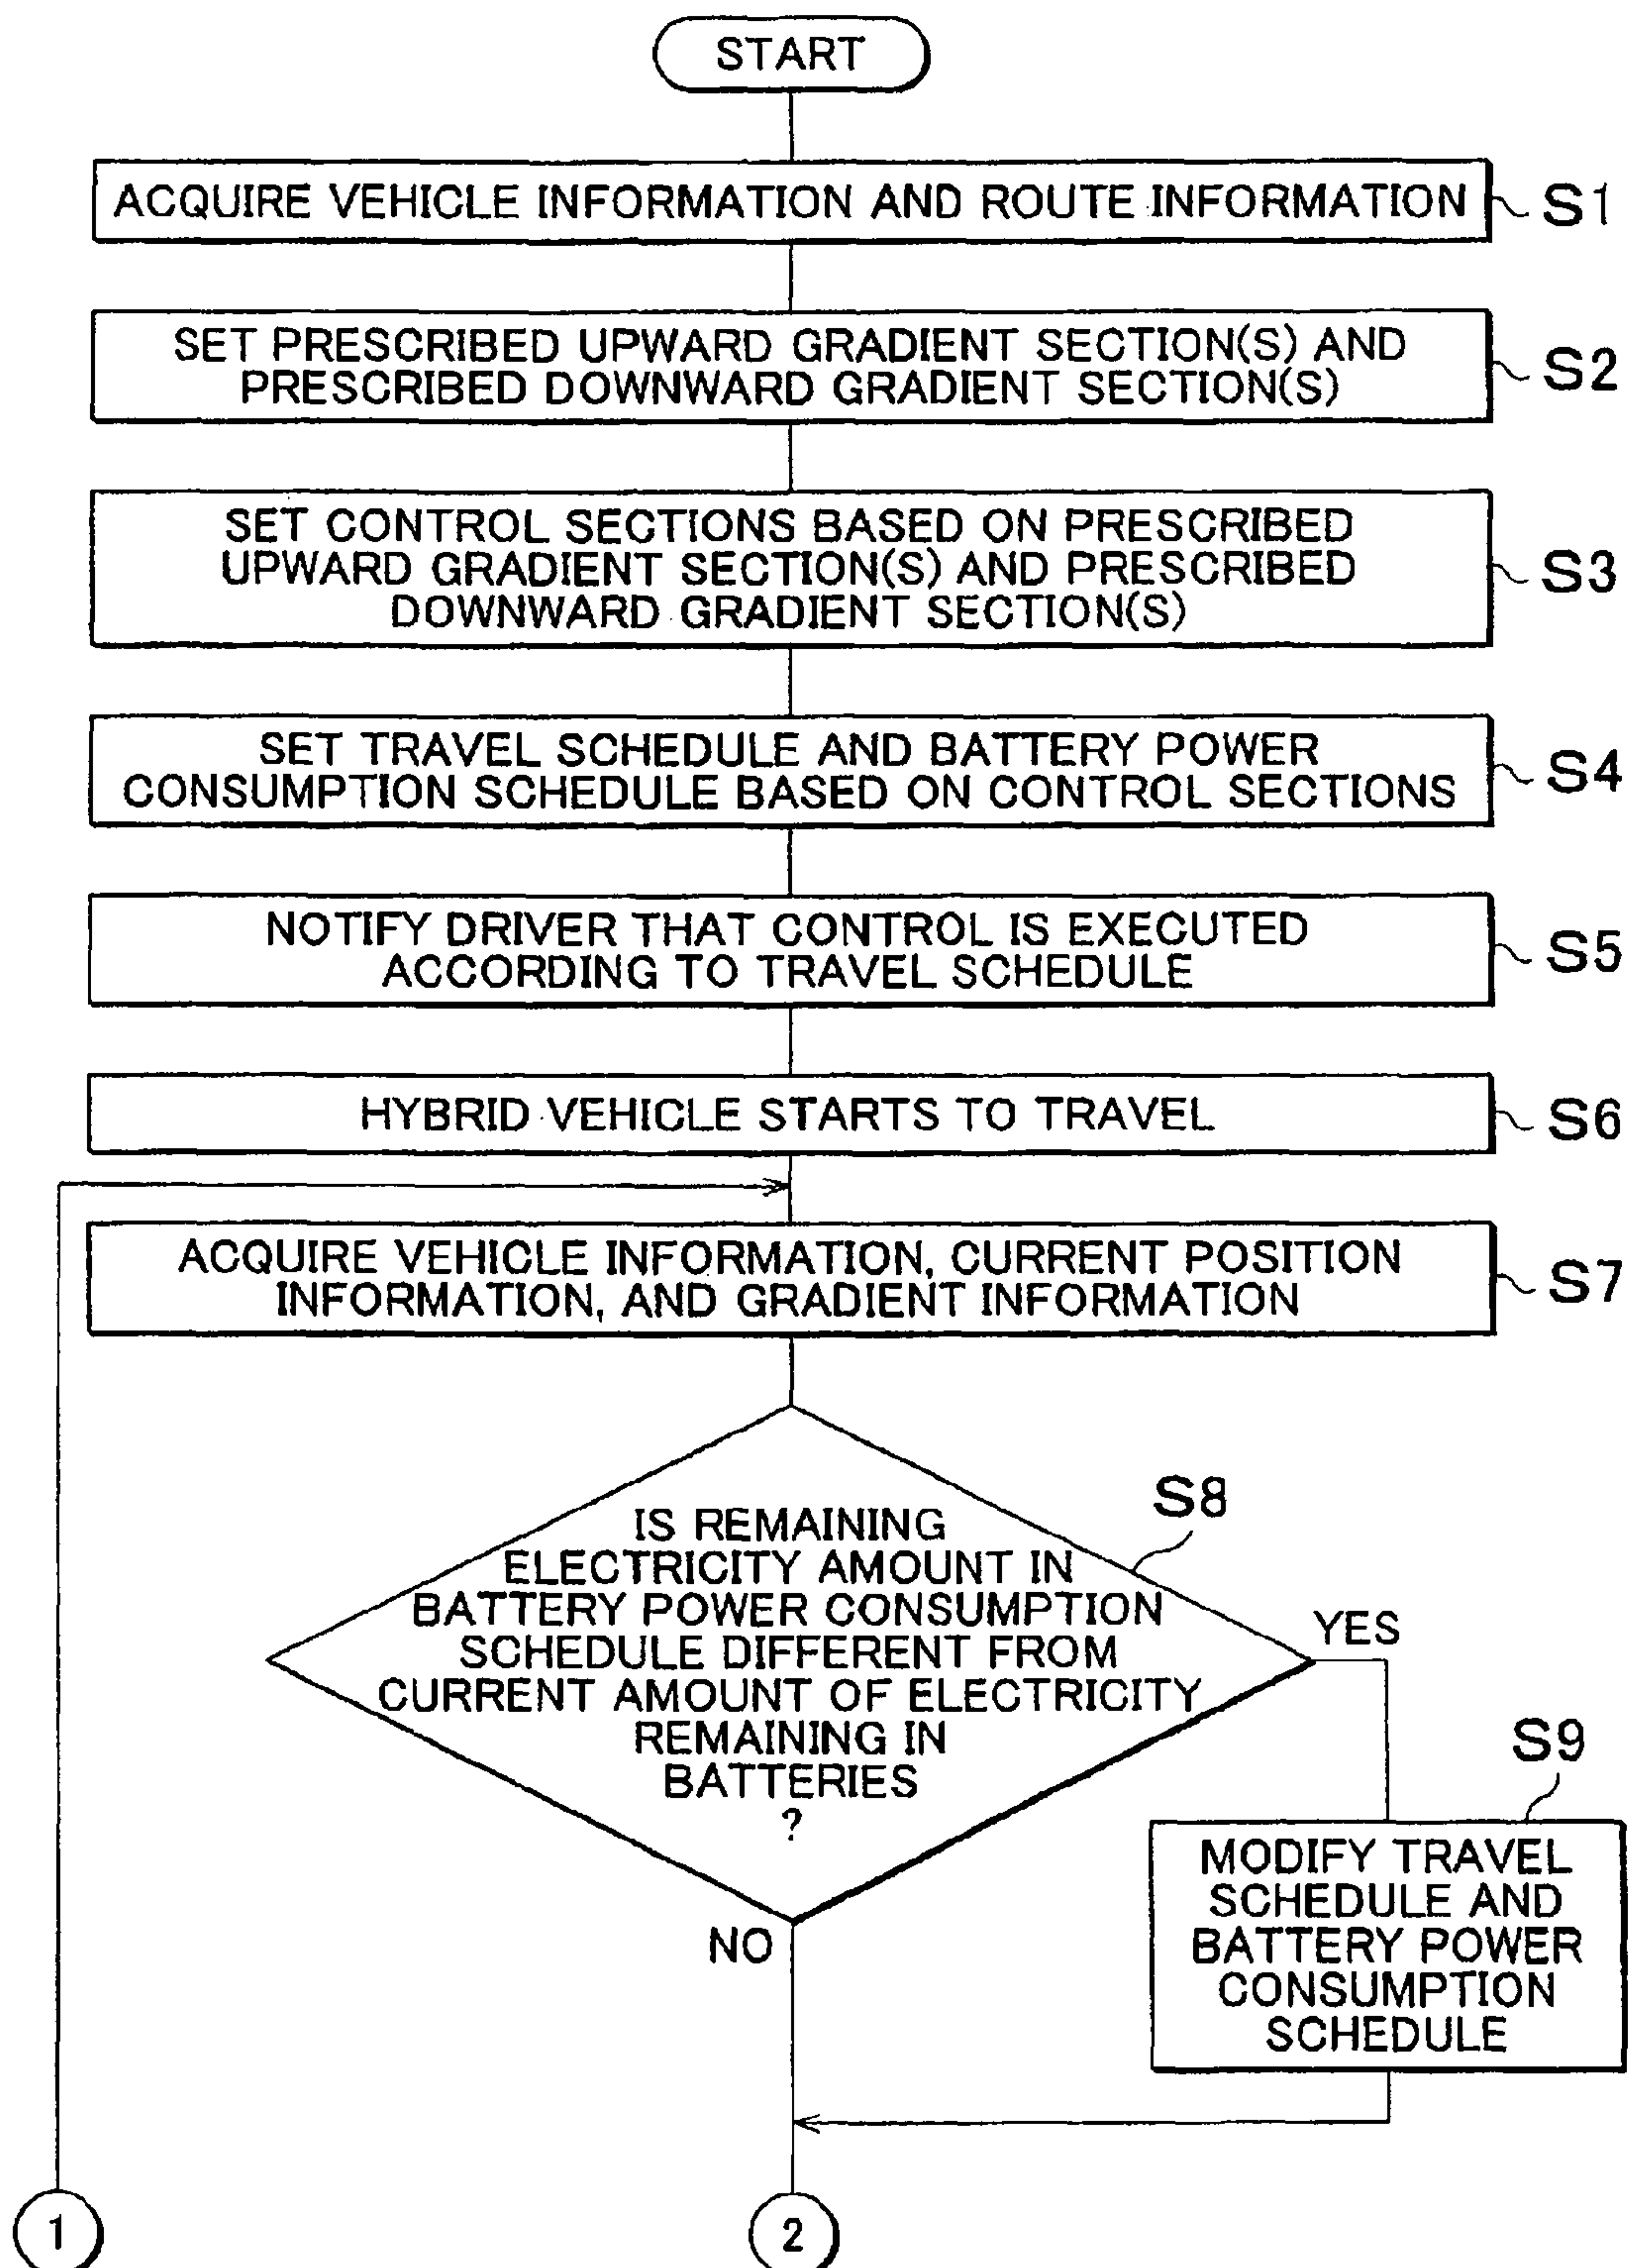 START
ACQUIRE VEHICLE INFORMATION AND ROUTE INFORMATION
S1
SET PRESCRIBED UPWARD GRADIENT SECTION(S) AND
PRESCRIBED DOWNWARD GRADIENT SECTION(S)
S2
SET CONTROL SECTIONS BASED ON PRESCRIBED
UPWARD GRADIENT SECTION(S) AND PRESCRIBED
DOWNWARD GRADIENT SECTION(S)
S3
SET TRAVEL SCHEDULE AND BATTERY POWER
CONSUMPTION SCHEDULE BASED ON CONTROL SECTIONS
S4
NOTIFY DRIVER THAT CONTROL IS EXECUTED
ACCORDING TO TRAVEL SCHEDULE
S5
HYBRID VEHICLE STARTS TO TRAVEL
S6
ACQUIRE VEHICLE INFORMATION, CURRENT POSITION
INFORMATION, AND GRADIENT INFORMATION
S7
S8
IS REMAINING
ELECTRICITY AMOUNT IN
BATTERY POWER CONSUMPTION
SCHEDULE DIFFERENT FROM
CURRENT AMOUNT OF ELECTRICITY
REMAINING IN
BATTERIES
?
YES
NO
S9
MODIFY TRAVEL
SCHEDULE AND
BATTERY POWER
CONSUMPTION
SCHEDULE
1
2